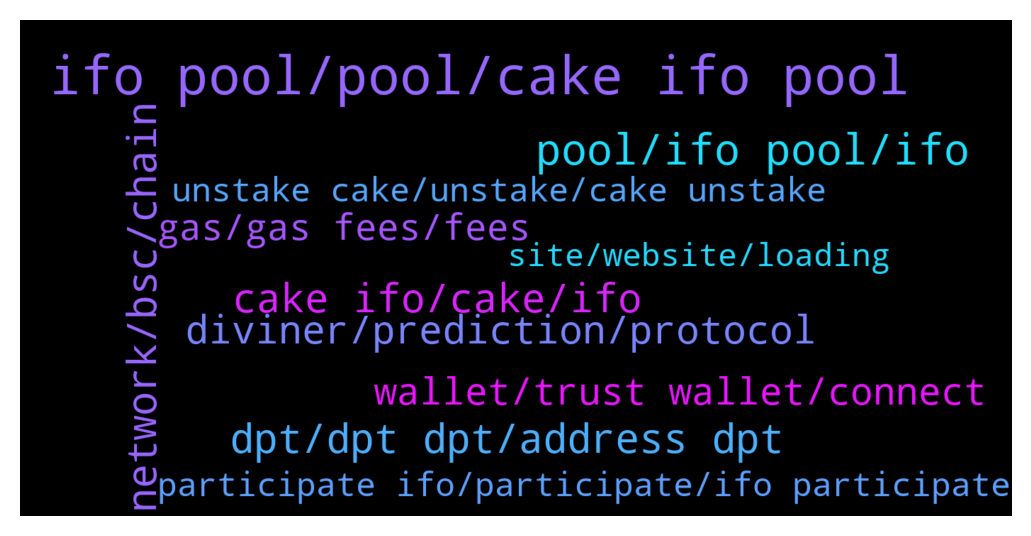 ifo pool/pool/cake ifo pool
network/bsc/chain
pool/ifo pool/ifo
unstake cake/unstake/cake unstake
gas/gas fees/fees
site/website/loading
cake ifo/cake/ifo
diviner/prediction/protocol
wallet/trust wallet/connect
dpt/dpt dpt/address dpt
participate ifo/participate/ifo participate